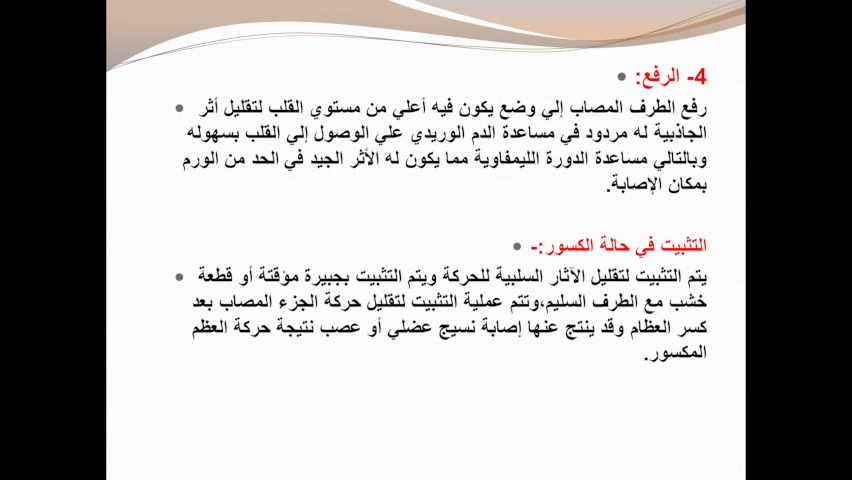 4- الرفع:
رفع الطرف المصاب إلي وضع يكون فيه أعلي من مستوي القلب لتقليل أثر
الجاذبية له مردود في مساعدة الدم الوريدي علي الوصول إلي القلب بسهوله
وبالتالي مساعدة الدورة الليمفاوية مما يكون له الأثر الجيد في الحد من الورم
بمكان الإصابة.
التثبيت في حالة الكسور:-
يتم التثبيت لتقليل الآثار السلبية للحركة ويتم التثبيت بجبيرة مؤقتة أو قطعة
خشب مع الطرف السليم،وتتم عملية التثبيت لتقليل حركة الجزء المصاب بعد
كسر العظام وقد ينتج عنها إصابة نسيج عضلي أو عصب نتيجة حركة العظم
المكسور.